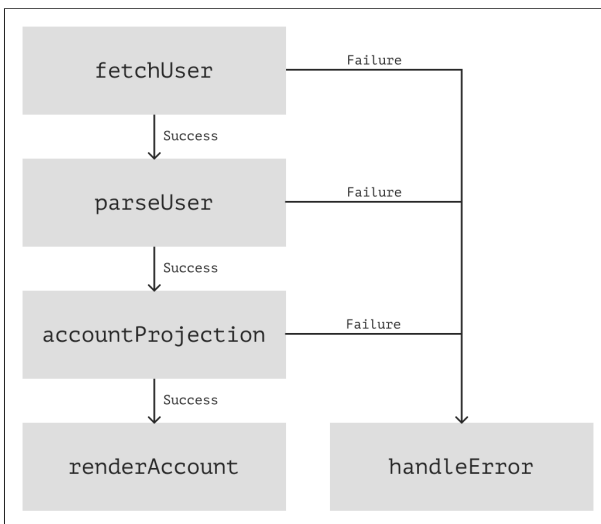 fetchUser
Failure
Success
parseUser
Failure
Success
accountProjection
Failure
Success
renderAccount
handleError